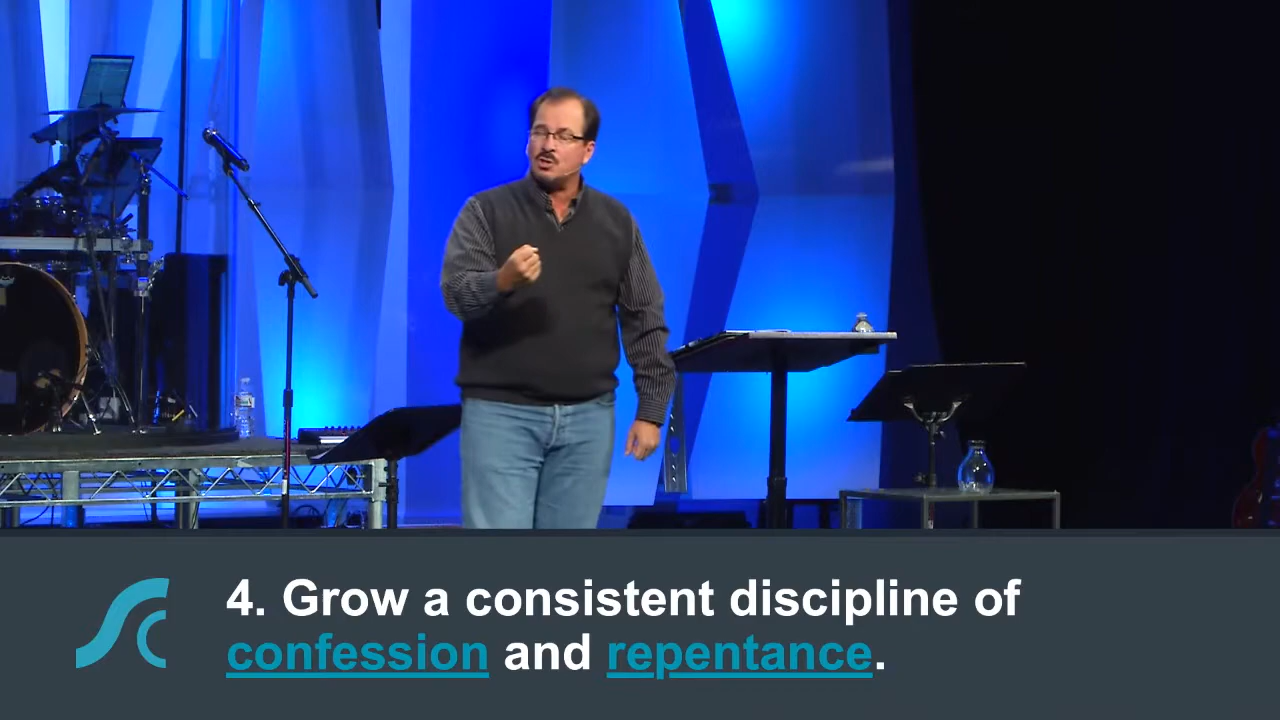 4. Grow a consistent discipline of
confession and repentance.